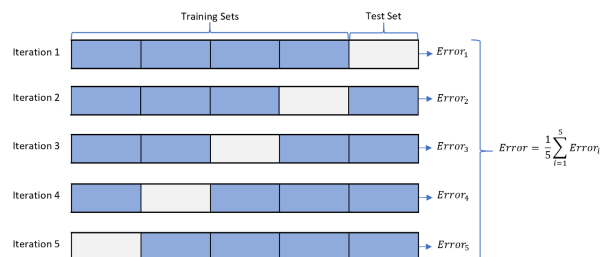 Training Sets Test Set
Iteration 1 Error₁
Iteration 2 Error₂
Iteration 3 Error₃
Iteration 4 Error₄
Iteration 5 Error₅
Error = 1/5 ∑_{i=1}^{5} Errorᵢ